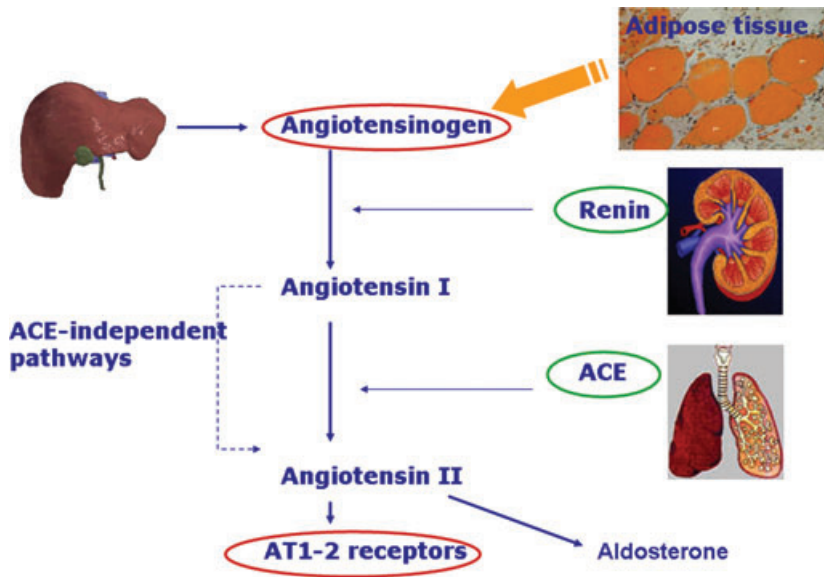 Adipose tissue
Angiotensinogen
Renin
Angiotensin I
ACE-independent
pathways
ACE
Angiotensin II
AT1-2 receptors
Aldosterone